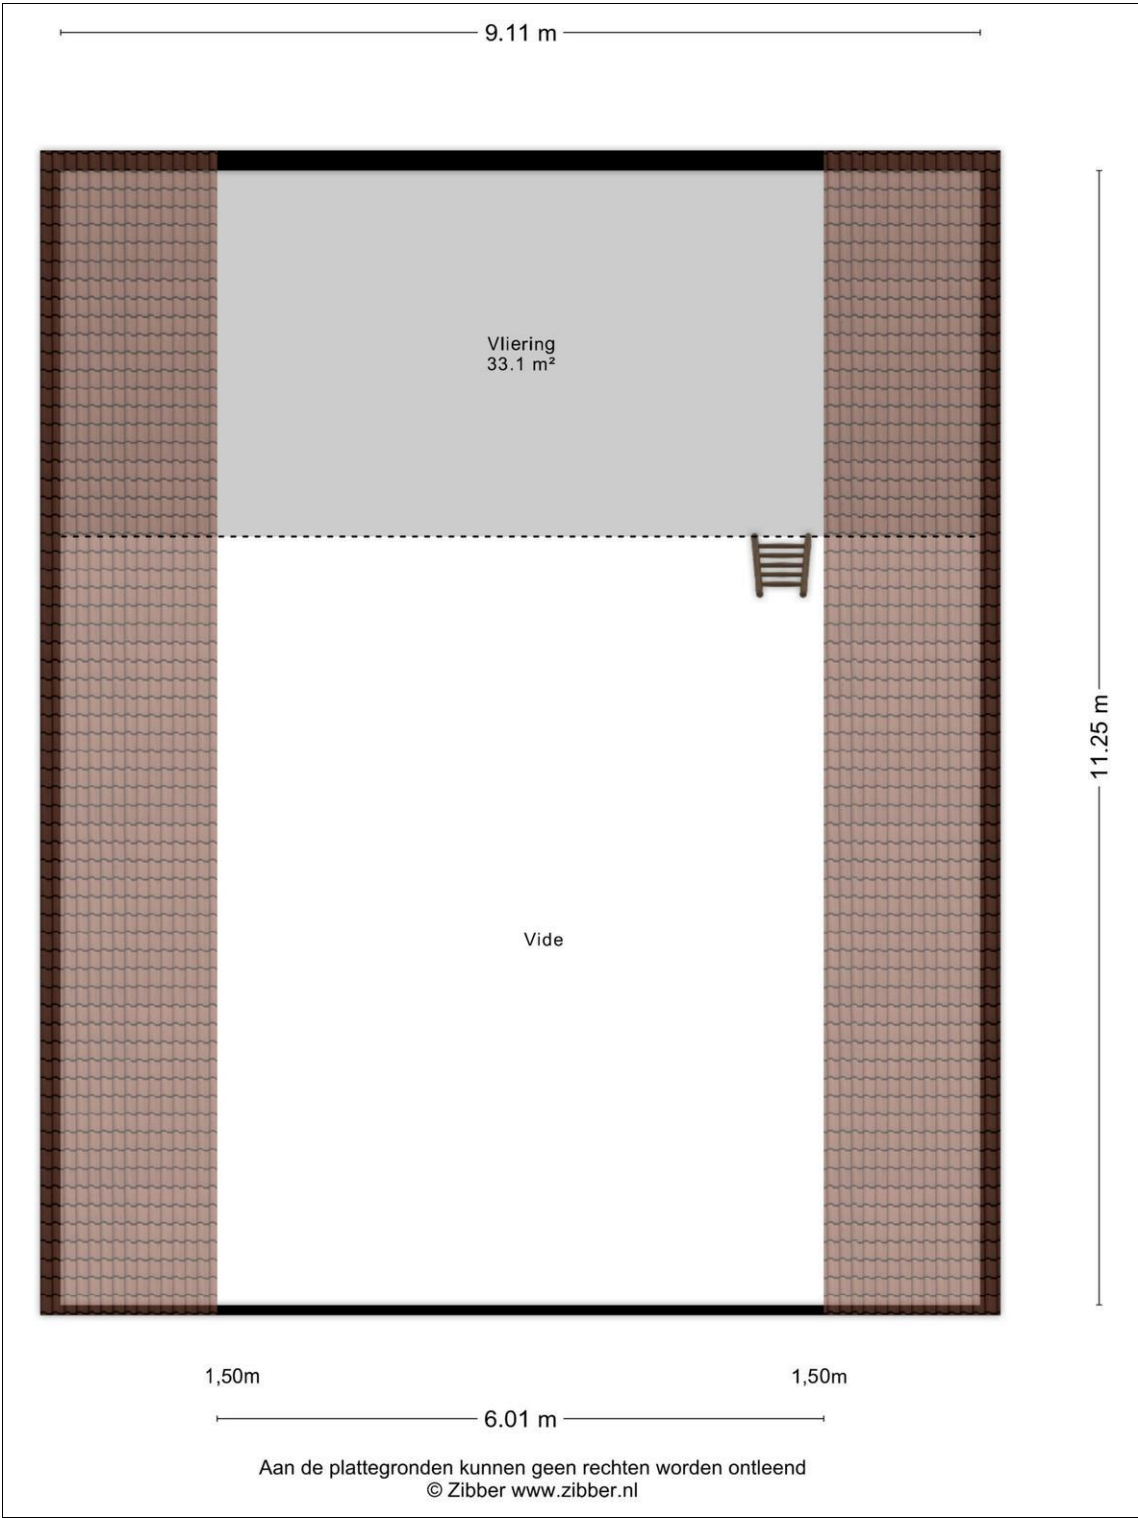 9.11 m
Vliering
33.1 m²
11.25 m
Vide
1,50m
1,50m
6.01 m
Aan de plattegronden kunnen geen rechten worden ontleend
© Zibber www.zibber.nl